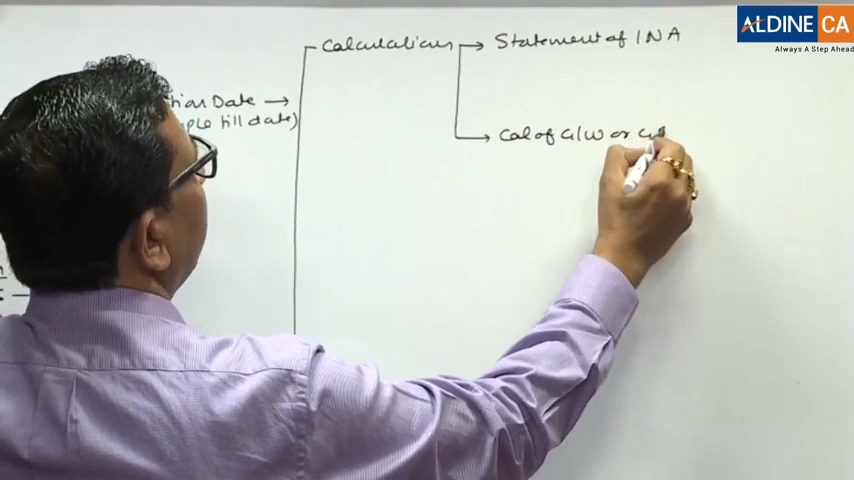 ALDINE CA
Always A Step Ahead
Calculations → Statement of INA
Date →
till date)
→ Cal of G/W or